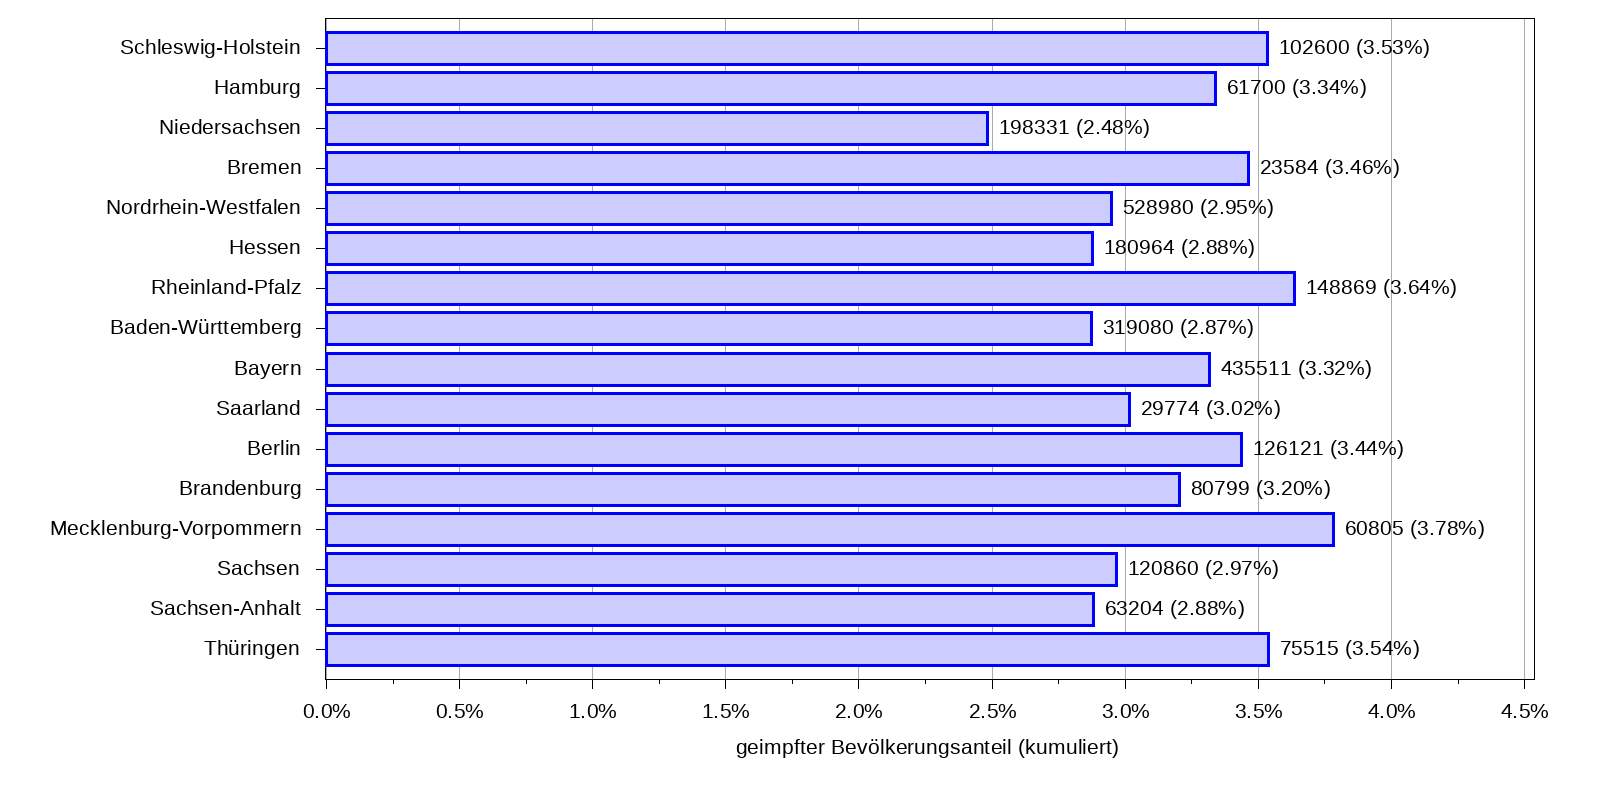 Schleswig-Holstein 102600 (3.53%)
Hamburg 61700 (3.34%)
Niedersachsen 198331 (2.48%)
Bremen 23584 (3.46%)
Nordrhein-Westfalen 528980 (2.95%)
Hessen 180964 (2.88%)
Rheinland-Pfalz 148869 (3.64%)
Baden-Württemberg 319080 (2.87%)
Bayern 435511 (3.32%)
Saarland 29774 (3.02%)
Berlin 126121 (3.44%)
Brandenburg 80799 (3.20%)
Mecklenburg-Vorpommern 60805 (3.78%)
Sachsen 120860 (2.97%)
Sachsen-Anhalt 63204 (2.88%)
Thüringen 75515 (3.54%)
0.0% 0.5% 1.0% 1.5% 2.0% 2.5% 3.0% 3.5% 4.0% 4.5%
geimpfter Bevölkerungsanteil (kumuliert)